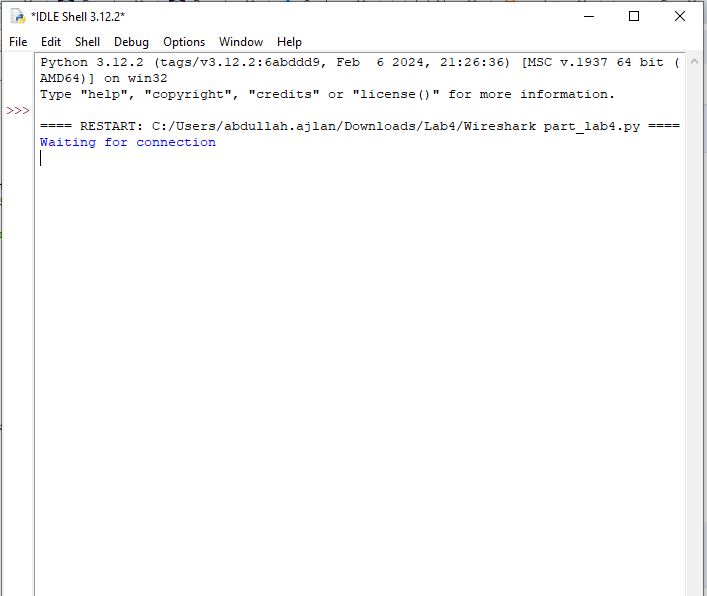 *IDLE Shell 3.12.2*
File Edit Shell Debug Options Window Help
Python 3.12.2 (tags/v3.12.2:6abddd9, Feb  6 2024, 21:26:36) [MSC v.1937 64 bit (
AMD64)] on win32
Type "help", "copyright", "credits" or "license()" for more information.
>>>
==== RESTART: C:/Users/abdullah.ajlan/Downloads/Lab4/Wireshark part_lab4.py ====
Waiting for connection